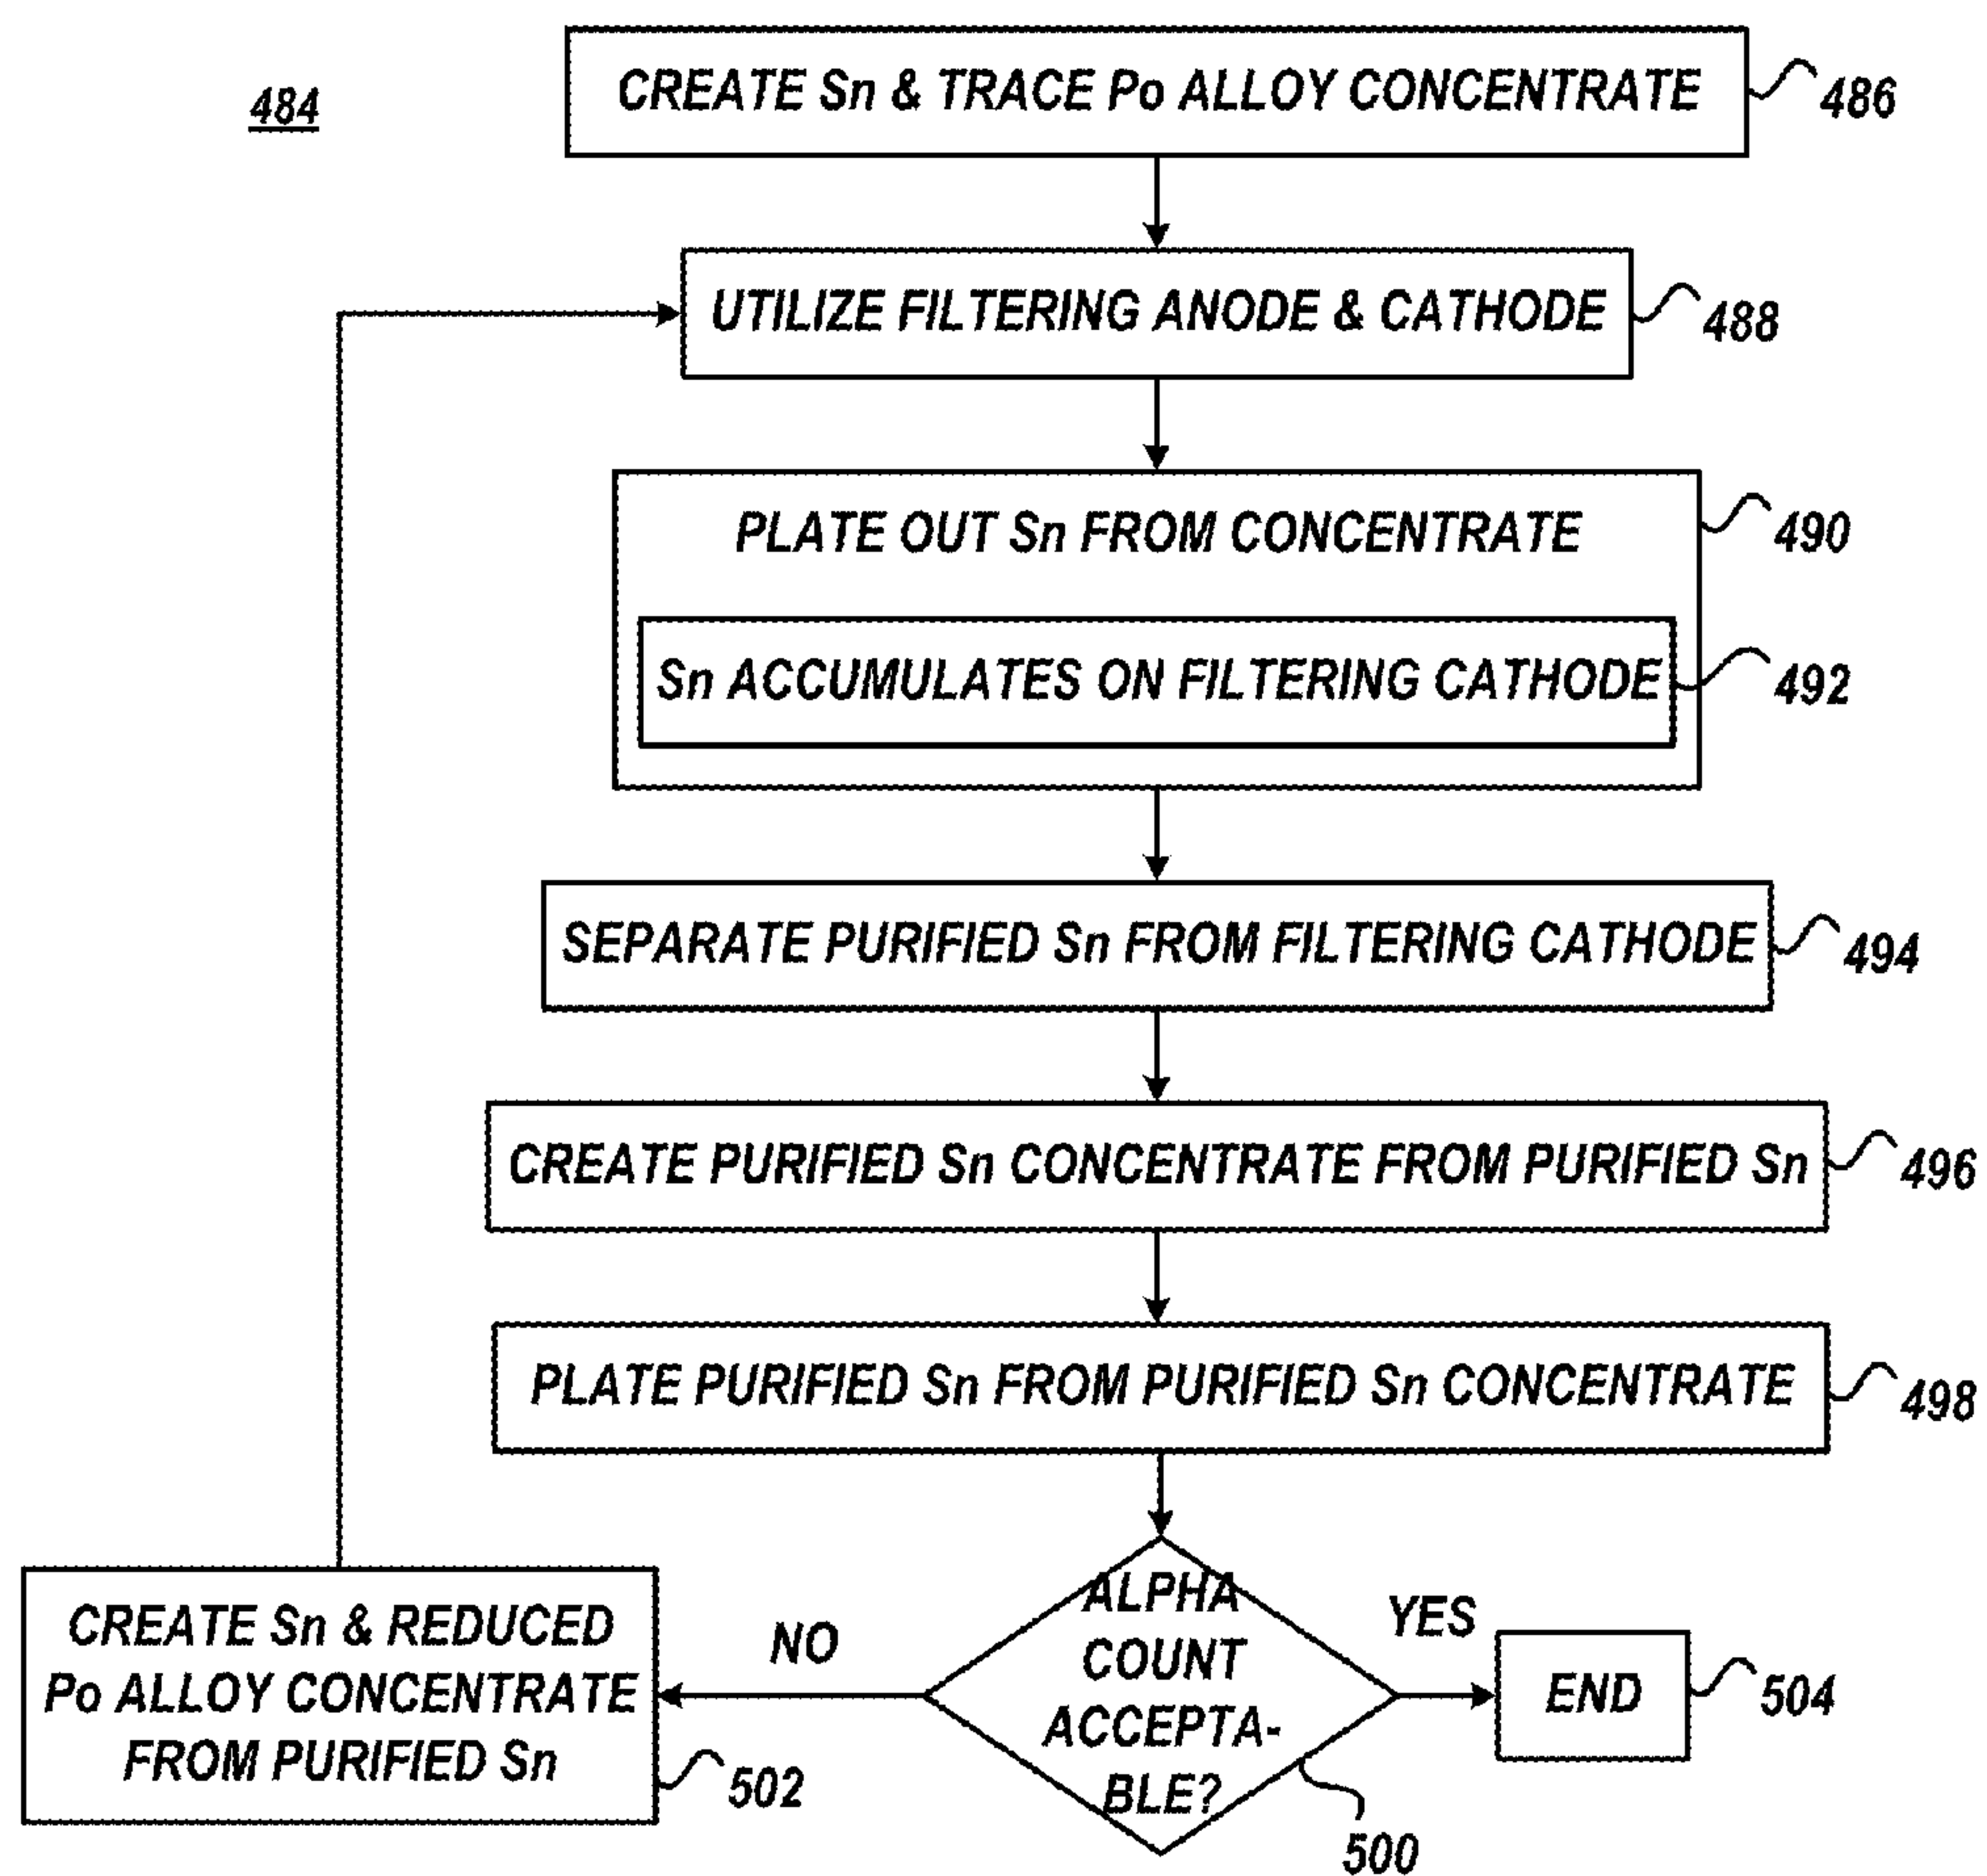 484
CREATE Sn & TRACE Po ALLOY CONCENTRATE
486
UTILIZE FILTERING ANODE & CATHODE
488
PLATE OUT Sn FROM CONCENTRATE
490
Sn ACCUMULATES ON FILTERING CATHODE
492
SEPARATE PURIFIED Sn FROM FILTERING CATHODE
494
CREATE PURIFIED Sn CONCENTRATE FROM PURIFIED Sn
496
PLATE PURIFIED Sn FROM PURIFIED Sn CONCENTRATE
498
ALPHA
COUNT
ACCEPTA-
BLE?
500
NO
CREATE Sn & REDUCED
Po ALLOY CONCENTRATE
FROM PURIFIED Sn
502
YES
END
504